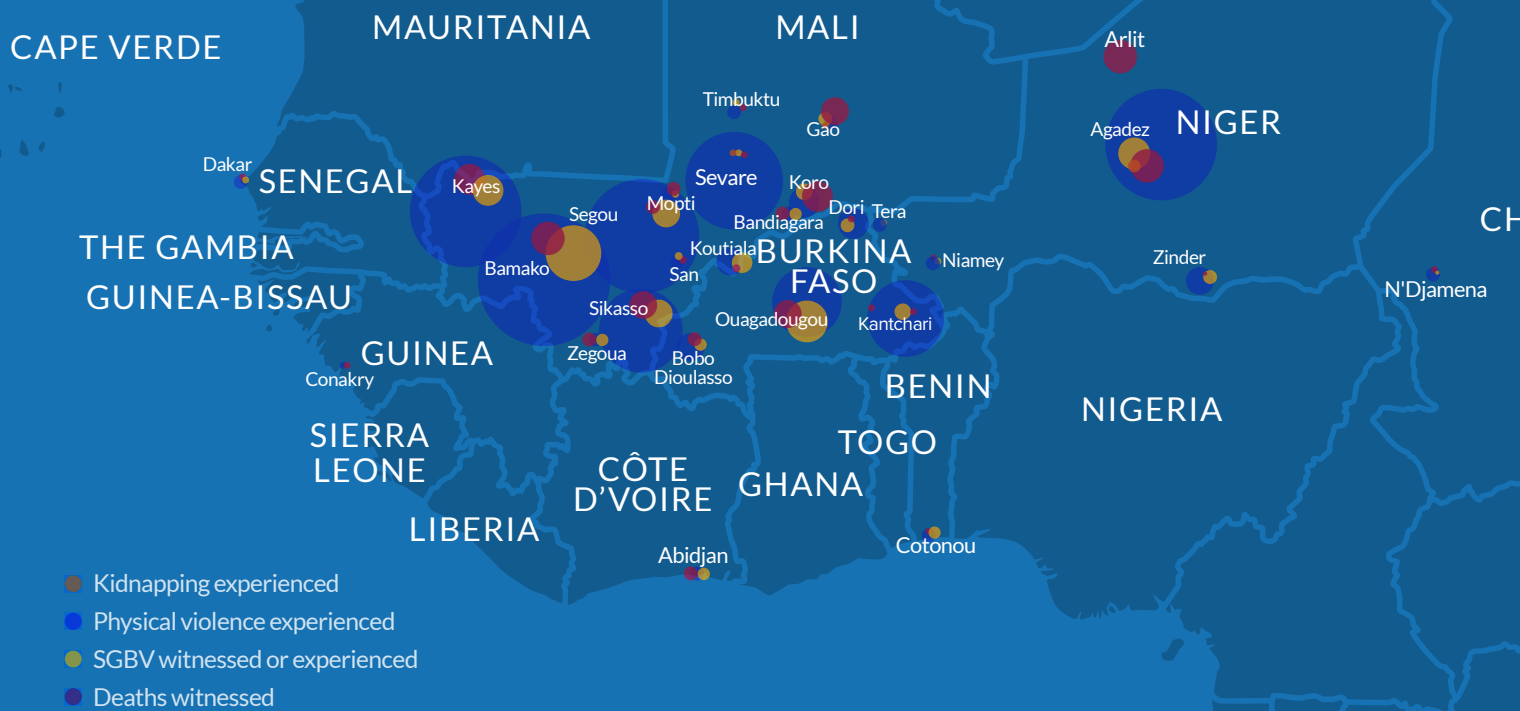 MAURITANIA
MALI
CAPE VERDE
Arlit
Timbuktu
Gao
Agadez
NIGER
Dakar
SENEGAL
Kayes
Sevare
Koro
Mopti
Segou
Bandiagara
Dori
Tera
CH
THE GAMBIA
Bamako
Koutiala
BURKINA
FASO
San
Niamey
Zinder
N'Djamena
GUINEA-BISSAU
Sikasso
Ouagadougou
Kantchari
GUINEA
Zegoua
Bobo
Dioulasso
Conakry
BENIN
NIGERIA
SIERRA
LEONE
TOGO
CÔTE
D’VOIRE
GHANA
LIBERIA
Abidjan
Cotonou
Kidnapping experienced
Physical violence experienced
SGBV witnessed or experienced
Deaths witnessed